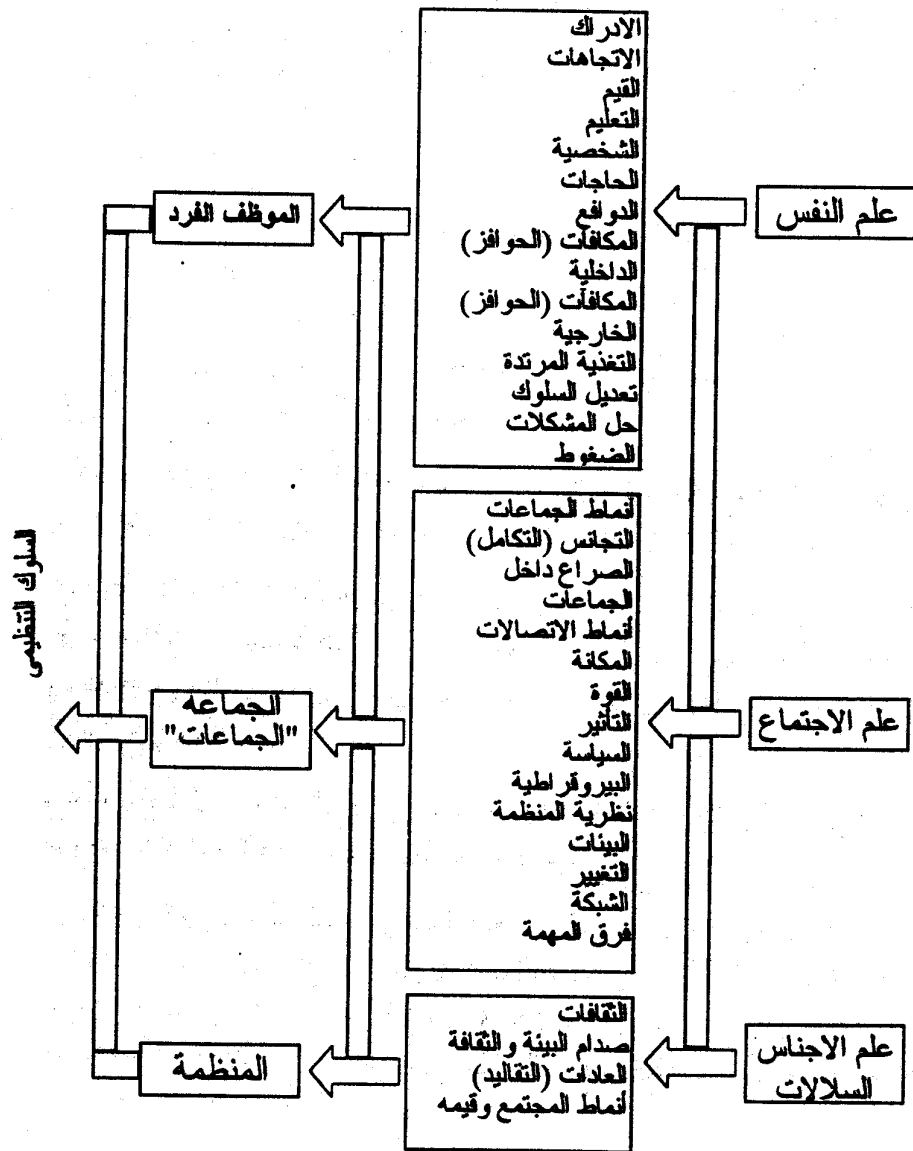 علم النفس
الادراك
الاتجاهات
القيم
التعليم
الشخصية
الحاجات
الدوافع
المكافآت (الحوافز)
الداخلية
المكافآت (الحوافز)
الخارجية
التغذية المرتدة
تعديل السلوك
حل المشكلات
الضغوط
الموظف الفرد
علم الاجتماع
أنماط الجماعات
التجانس (التكامل)
الصراع داخل
الجماعات
أنماط الاتصالات
المكانة
القوة
التأثير
السياسة
البيروقراطية
نظرية المنظمة
البيئات
التغيير
الشبكة
فرق المهمة
الجماعه
"الجماعات"
علم الاجناس
السلالات
الثقافات
صدام البيئة والثقافة
العادات (التقاليد)
أنماط المجتمع وقيمه
المنظمة
السلوك التنظيمى